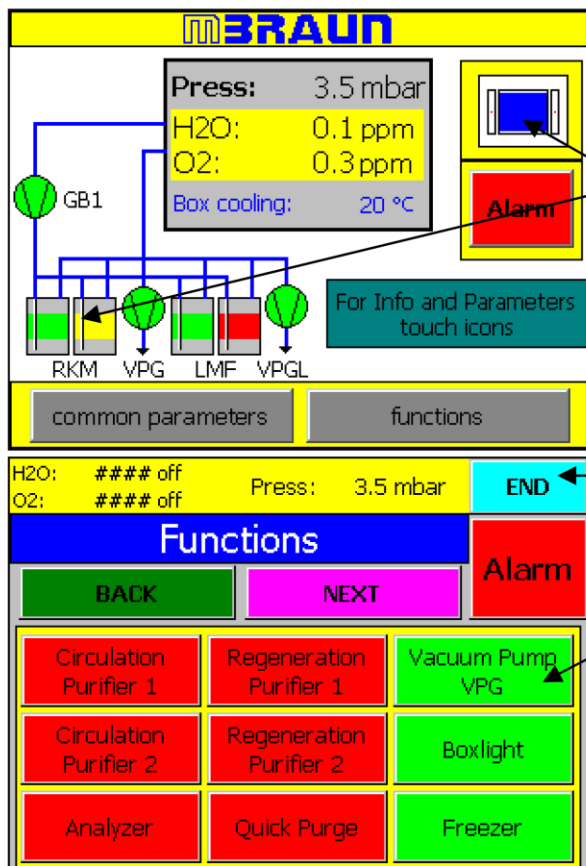 MBRAUN
Press: 3.5 mbar
H2O: 0.1 ppm
O2: 0.3 ppm
Box cooling: 20 °C
Alarm
GB1
For Info and Parameters
touch icons
RKM VPG LMF VPGL
common parameters functions
H2O: #### off
O2: #### off
Press: 3.5 mbar
END
Functions
Alarm
BACK NEXT
Circulation
Purifier 1
Regeneration
Purifier 1
Vacuum Pump
VPG
Circulation
Purifier 2
Regeneration
Purifier 2
Boxlight
Analyzer
Quick Purge
Freezer